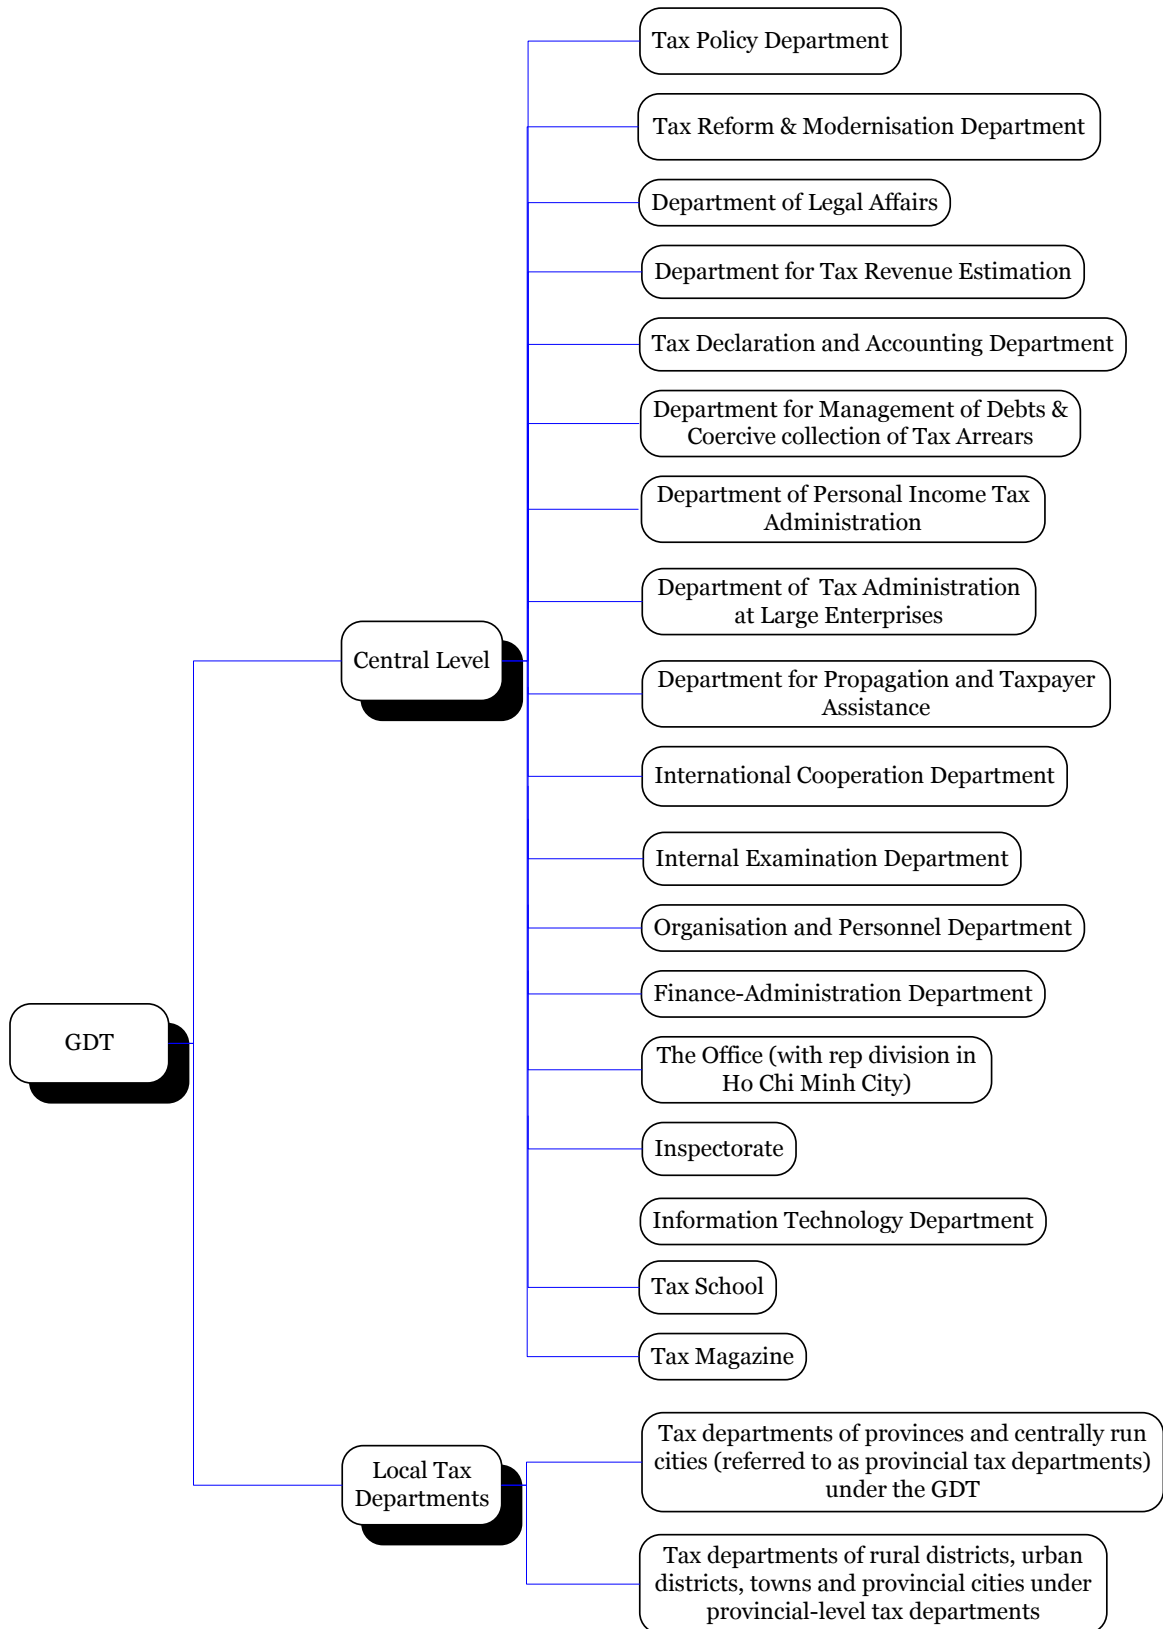 Tax Policy Department
Tax Reform & Modernisation Department
Department of Legal Affairs
Department for Tax Revenue Estimation
Tax Declaration and Accounting Department
Department for Management of Debts &
Coercive collection of Tax Arrears
Department of Personal Income Tax
Administration
Department of Tax Administration
at Large Enterprises
Central Level
Department for Propagation and Taxpayer
Assistance
International Cooperation Department
Internal Examination Department
Organisation and Personnel Department
Finance-Administration Department
GDT
The Office (with rep division in
Ho Chi Minh City)
Inspectorate
Information Technology Department
Tax School
Tax Magazine
Local Tax
Departments
Tax departments of provinces and centrally run
cities (referred to as provincial tax departments)
under the GDT
Tax departments of rural districts, urban
districts, towns and provincial cities under
provincial-level tax departments